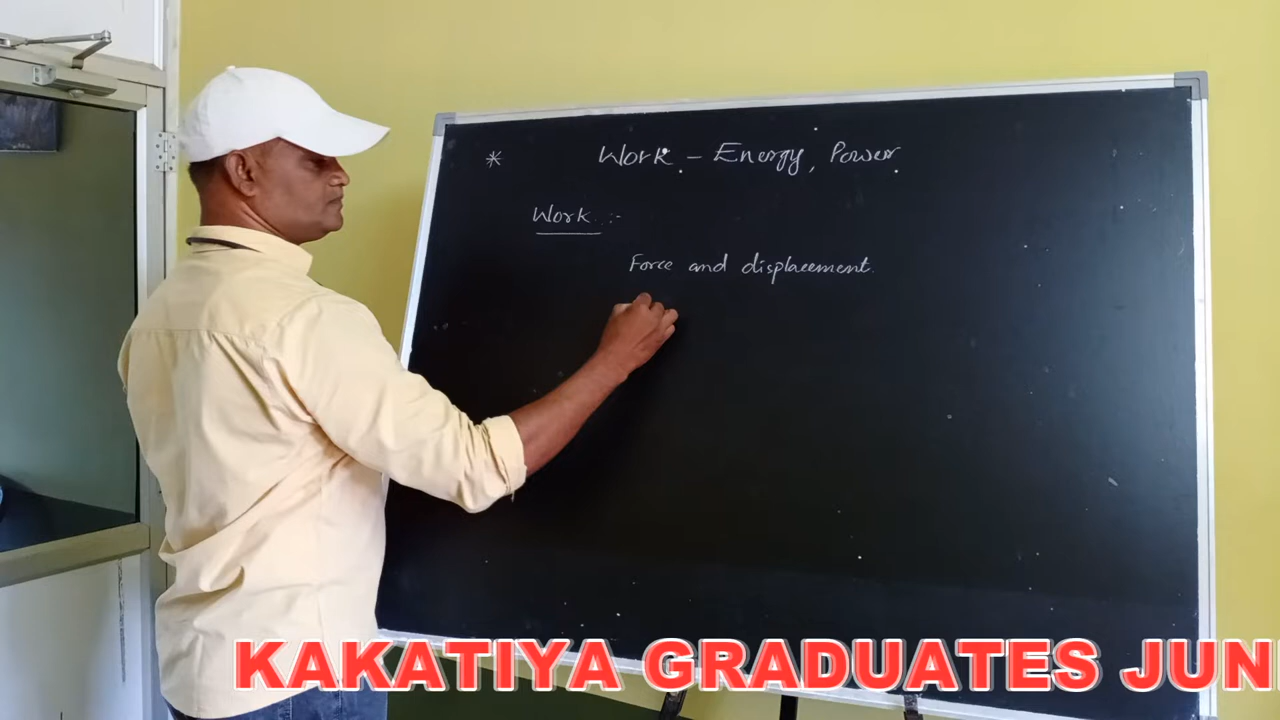 * Work - Energy, Power.
Work :-
Force and displacement.
KAKATIYA GRADUATES JUN